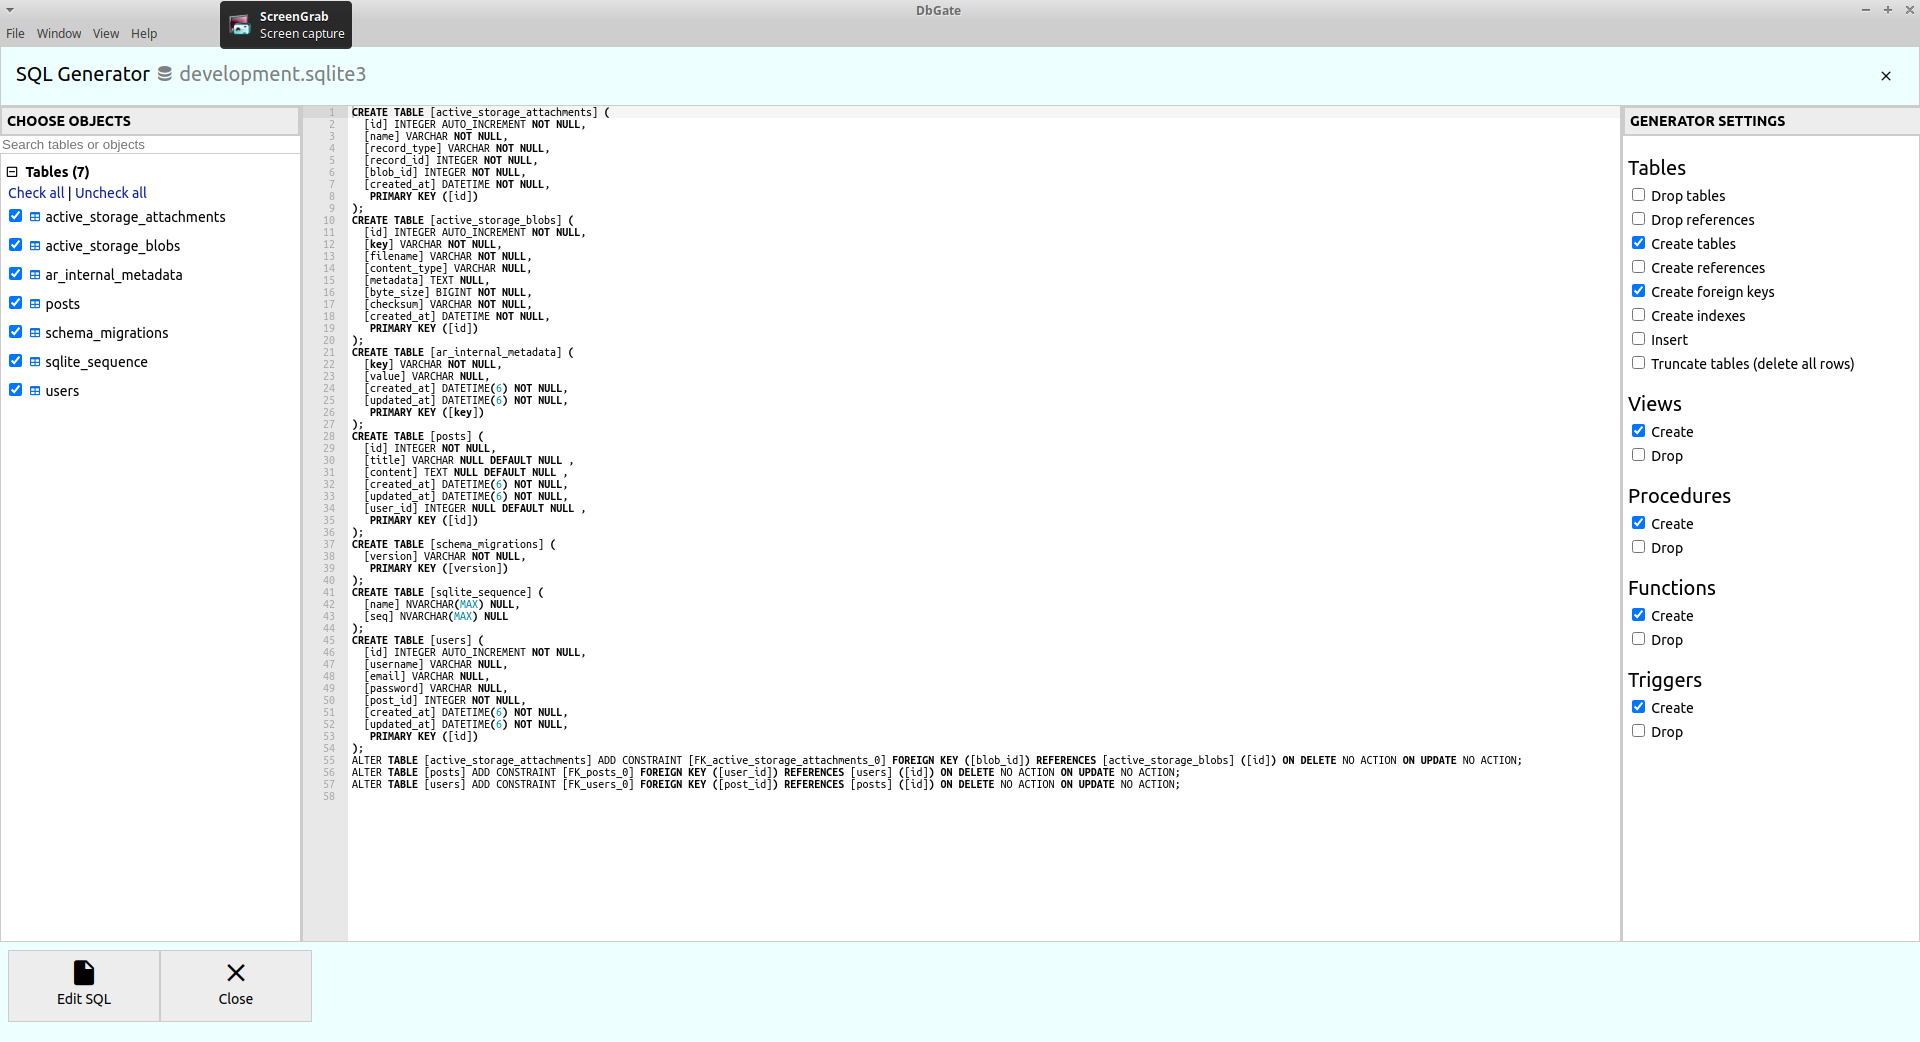 DbGate
ScreenGrab
Screen capture
File Window View Help
SQL Generator development.sqlite3
CHOOSE OBJECTS
Search tables or objects
Tables (7)
Check all | Uncheck all
active_storage_attachments
active_storage_blobs
ar_internal_metadata
posts
schema_migrations
sqlite_sequence
users
1 CREATE TABLE [active_storage_attachments] (
2 [id] INTEGER AUTO_INCREMENT NOT NULL,
3 [name] VARCHAR NOT NULL,
4 [record_type] VARCHAR NOT NULL,
5 [record_id] INTEGER NOT NULL,
6 [blob_id] INTEGER NOT NULL,
7 [created_at] DATETIME NOT NULL,
8 PRIMARY KEY ([id])
9 );
10 CREATE TABLE [active_storage_blobs] (
11 [id] INTEGER AUTO_INCREMENT NOT NULL,
12 [key] VARCHAR NOT NULL,
13 [filename] VARCHAR NOT NULL,
14 [content_type] VARCHAR NULL,
15 [metadata] TEXT NULL,
16 [byte_size] BIGINT NOT NULL,
17 [checksum] VARCHAR NOT NULL,
18 [created_at] DATETIME NOT NULL,
19 PRIMARY KEY ([id])
20 );
21 CREATE TABLE [ar_internal_metadata] (
22 [key] VARCHAR NOT NULL,
23 [value] VARCHAR NULL,
24 [created_at] DATETIME(6) NOT NULL,
25 [updated_at] DATETIME(6) NOT NULL,
26 PRIMARY KEY ([key])
27 );
28 CREATE TABLE [posts] (
29 [id] INTEGER NOT NULL,
30 [title] VARCHAR NULL DEFAULT NULL ,
31 [content] TEXT NULL DEFAULT NULL ,
32 [created_at] DATETIME(6) NOT NULL,
33 [updated_at] DATETIME(6) NOT NULL,
34 [user_id] INTEGER NULL DEFAULT NULL ,
35 PRIMARY KEY ([id])
36 );
37 CREATE TABLE [schema_migrations] (
38 [version] VARCHAR NOT NULL,
39 PRIMARY KEY ([version])
40 );
41 CREATE TABLE [sqlite_sequence] (
42 [name] NVARCHAR(MAX) NULL,
43 [seq] NVARCHAR(MAX) NULL
44 );
45 CREATE TABLE [users] (
46 [id] INTEGER AUTO_INCREMENT NOT NULL,
47 [username] VARCHAR NULL,
48 [email] VARCHAR NULL,
49 [password] VARCHAR NULL,
50 [post_id] INTEGER NOT NULL,
51 [created_at] DATETIME(6) NOT NULL,
52 [updated_at] DATETIME(6) NOT NULL,
53 PRIMARY KEY ([id])
54 );
55 ALTER TABLE [active_storage_attachments] ADD CONSTRAINT [FK_active_storage_attachments_0] FOREIGN KEY ([blob_id]) REFERENCES [active_storage_blobs] ([id]) ON DELETE NO ACTION ON UPDATE NO ACTION;
56 ALTER TABLE [posts] ADD CONSTRAINT [FK_posts_0] FOREIGN KEY ([user_id]) REFERENCES [users] ([id]) ON DELETE NO ACTION ON UPDATE NO ACTION;
57 ALTER TABLE [users] ADD CONSTRAINT [FK_users_0] FOREIGN KEY ([post_id]) REFERENCES [posts] ([id]) ON DELETE NO ACTION ON UPDATE NO ACTION;
58
GENERATOR SETTINGS
Tables
Drop tables
Drop references
Create tables
Create references
Create foreign keys
Create indexes
Insert
Truncate tables (delete all rows)
Views
Create
Drop
Procedures
Create
Drop
Functions
Create
Drop
Triggers
Create
Drop
Edit SQL
Close